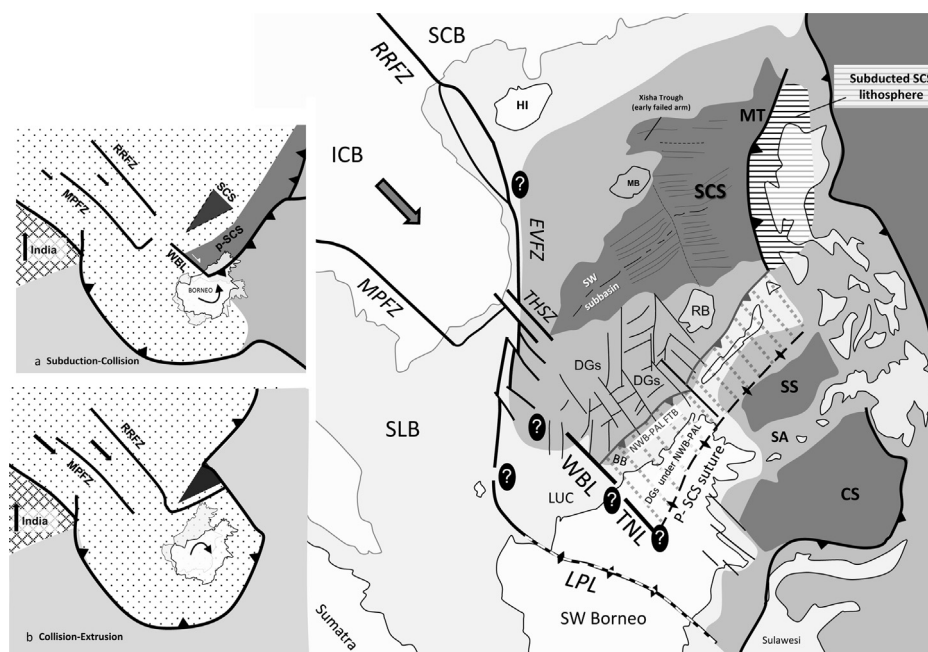 RRFZ
MPFZ
SCS
p-SCS
WBL
India
BORNEO
a Subduction-Collision
RRFZ
MPFZ
India
b Collision-Extrusion
SCB
RRFZ
HI
Xisha Trough
(early failed arm)
MT
Subducted SCS
lithosphere
ICB
?
MB
SCS
EVFZ
MPFZ
THSZ
SW
subbasin
RB
DGs
DGs
SS
SLB
?
NWB-PAL FTB
BB
SA
WBL
DGs under NWB-PAL
P- SCS suture
CS
?
LUC
?
TNL
?
LPL
SW Borneo
Sumatra
Sulawesi